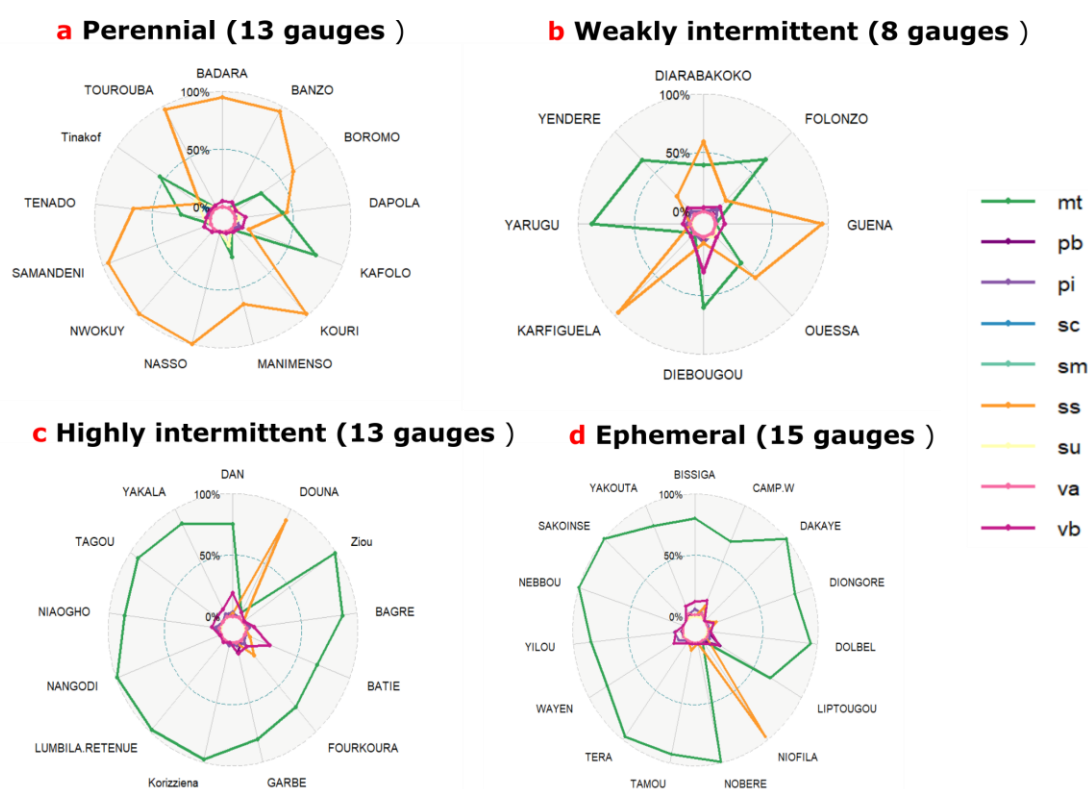 a Perennial (13 gauges )
BADARA
100%
TOUROUBA
BANZO
Tinakof
BOROMO
50%
TENADO
0%
DAPOLA
SAMANDENI
KAFOLO
NWOKUY
KOURI
NASSO
MANIMENSO
b Weakly intermittent (8 gauges )
DIARABAKOKO
100%
YENDERE
FOLONZO
50%
YARUGU
0%
GUENA
KARFIGUELA
OUESSA
DIEBOUGOU
mt
pb
pi
sc
sm
ss
su
va
vb
c Highly intermittent (13 gauges )
DAN
100%
YAKALA
DOUNA
TAGOU
Ziou
50%
NIAOGHO
0%
BAGRE
NANGODI
BATIE
LUMBILA.RETENUE
FOURKOURA
Korizziena
GARBE
d Ephemeral (15 gauges )
BISSIGA
100%
YAKOUTA
CAMP.W
SAKOINSE
DAKAYE
50%
NEBBOU
DIONGORE
0%
YILOU
DOLBEL
WAYEN
LIPTOUGOU
TERA
NIOFILA
TAMOU
NOBERE